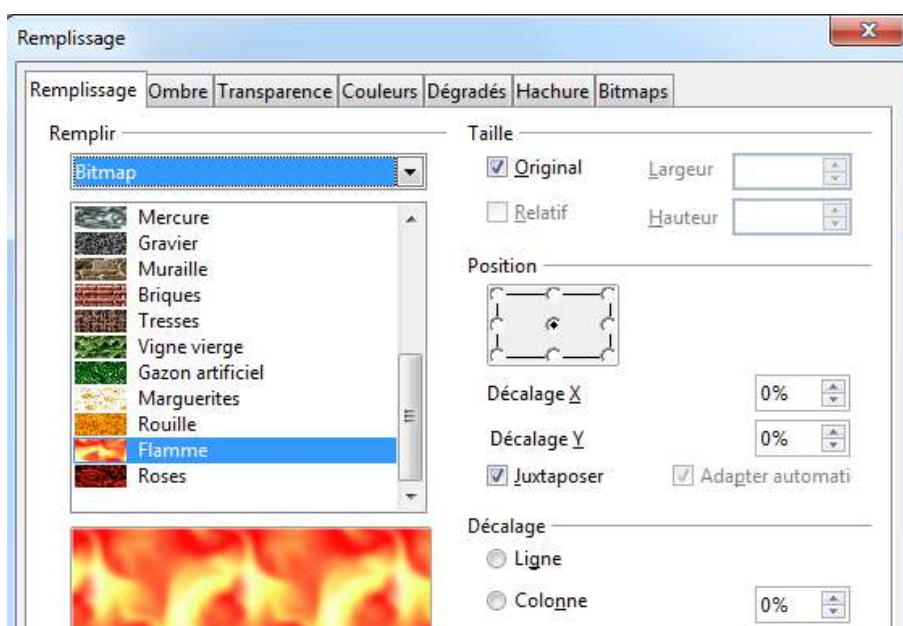 Remplissage
Remplissage Ombre Transparence Couleurs Dégradés Hachure Bitmaps
Remplir
Bitmap
Mercure
Gravier
Muraille
Briques
Tresses
Vigne vierge
Gazon artificiel
Marguerites
Rouille
Flamme
Roses
Taille
Original Largeur
Relatif Hauteur
Position
Décalage X 0%
Décalage Y 0%
Juxtaposer Adapter automati
Décalage
Ligne
Colonne 0%